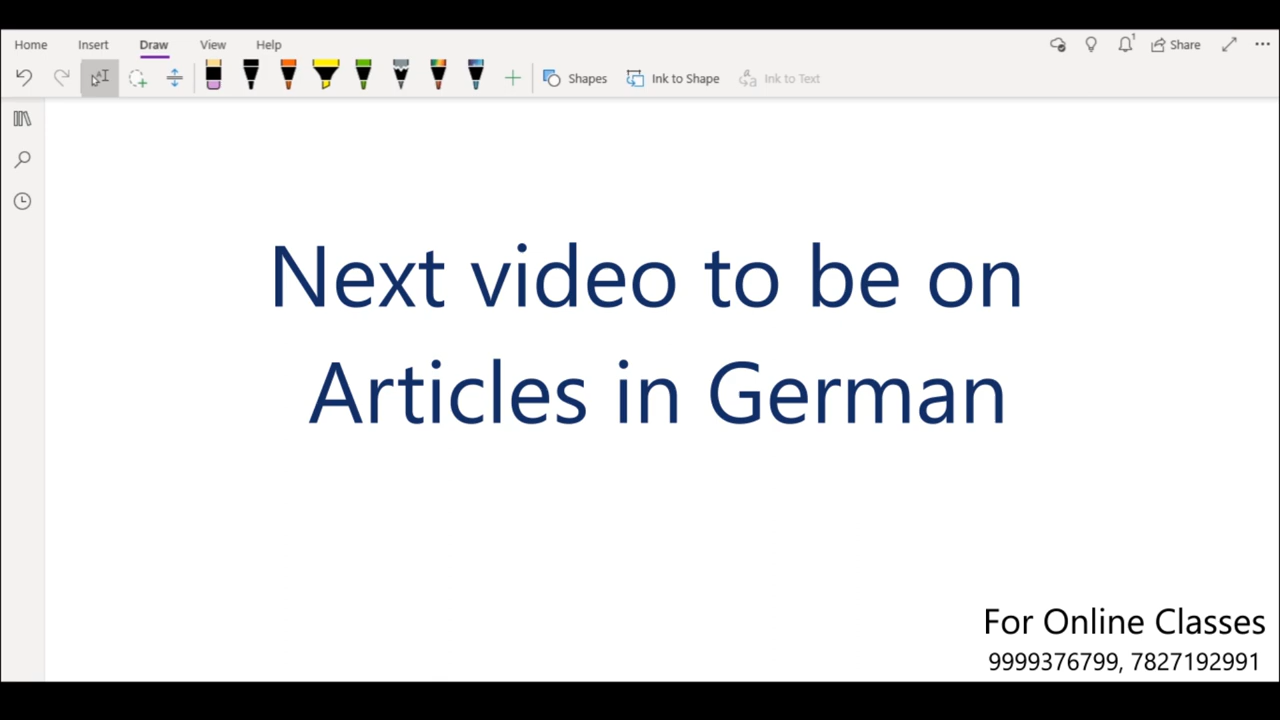 Home Insert Draw View Help
1 Share
Shapes Ink to Shape Ink to Text
Next video to be on
Articles in German
For Online Classes
9999376799, 7827192991